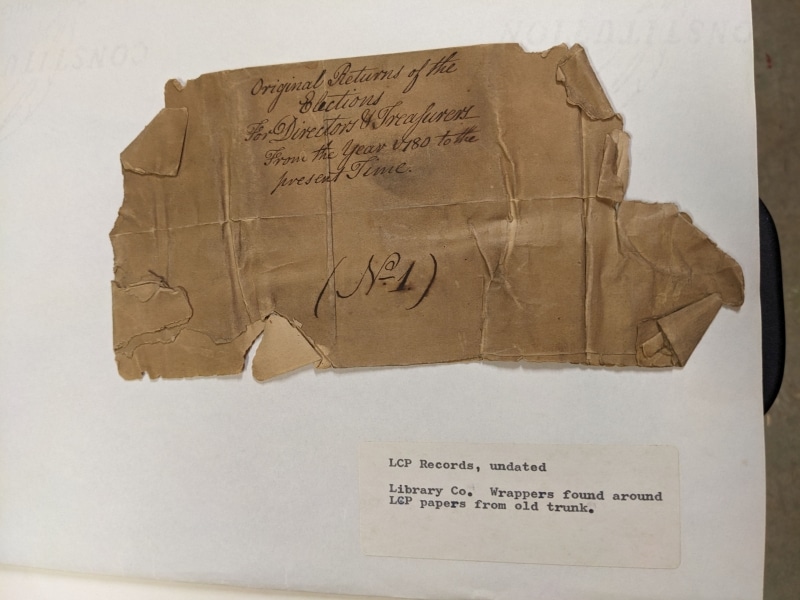 Original Returns of the
Elections
For Directors & Treasurers
From the Year 1780 to the
present Time.
(No. 1.)
LCP Records, undated
Library Co. Wrappers found around
LCP papers from old trunk.